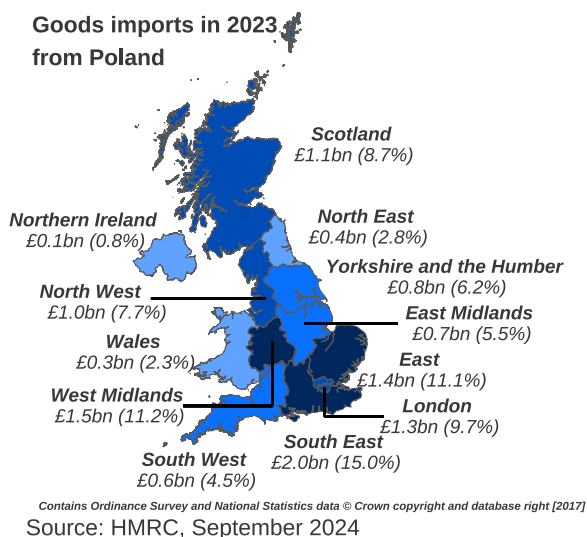 Goods imports in 2023
from Poland
Scotland
£1.1bn (8.7%)
Northern Ireland
£0.1bn (0.8%)
North East
£0.4bn (2.8%)
Yorkshire and the Humber
£0.8bn (6.2%)
North West
£1.0bn (7.7%)
East Midlands
£0.7bn (5.5%)
Wales
£0.3bn (2.3%)
East
£1.4bn (11.1%)
West Midlands
£1.5bn (11.2%)
London
£1.3bn (9.7%)
South East
£2.0bn (15.0%)
South West
£0.6bn (4.5%)
Contains Ordinance Survey and National Statistics data © Crown copyright and database right [2017]
Source: HMRC, September 2024